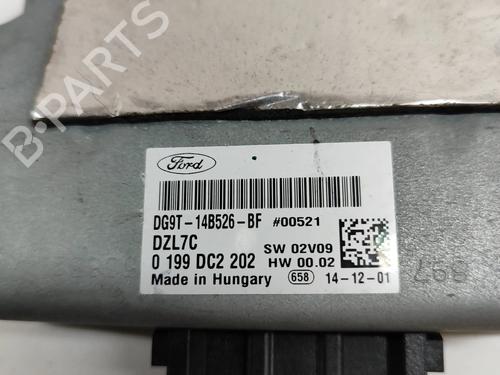 B-PARTS
Ford
DG9T-14B526-BF #00521
DZL7C SW 02V09
0 199 DC2 202 HW 00.02
Made in Hungary 658 14-12-01